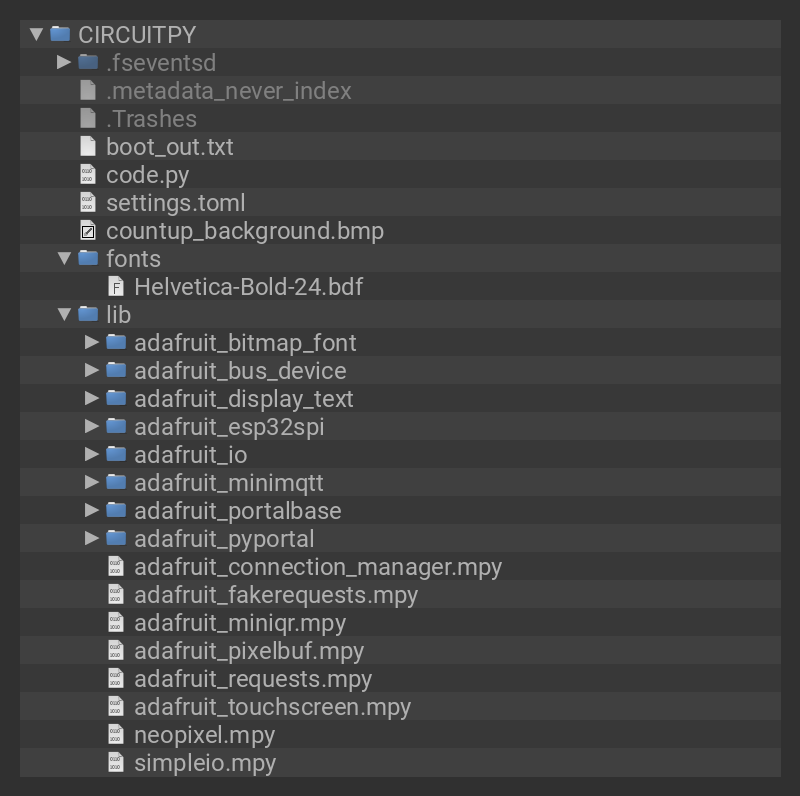 CIRCUITPY
.fseventsd
.metadata_never_index
.Trashes
boot_out.txt
code.py
settings.toml
countup_background.bmp
fonts
Helvetica-Bold-24.bdf
lib
adafruit_bitmap_font
adafruit_bus_device
adafruit_display_text
adafruit_esp32spi
adafruit_io
adafruit_minimqtt
adafruit_portalbase
adafruit_pyportal
adafruit_connection_manager.mpy
adafruit_fakerequests.mpy
adafruit_miniqr.mpy
adafruit_pixelbuf.mpy
adafruit_requests.mpy
adafruit_touchscreen.mpy
neopixel.mpy
simpleio.mpy